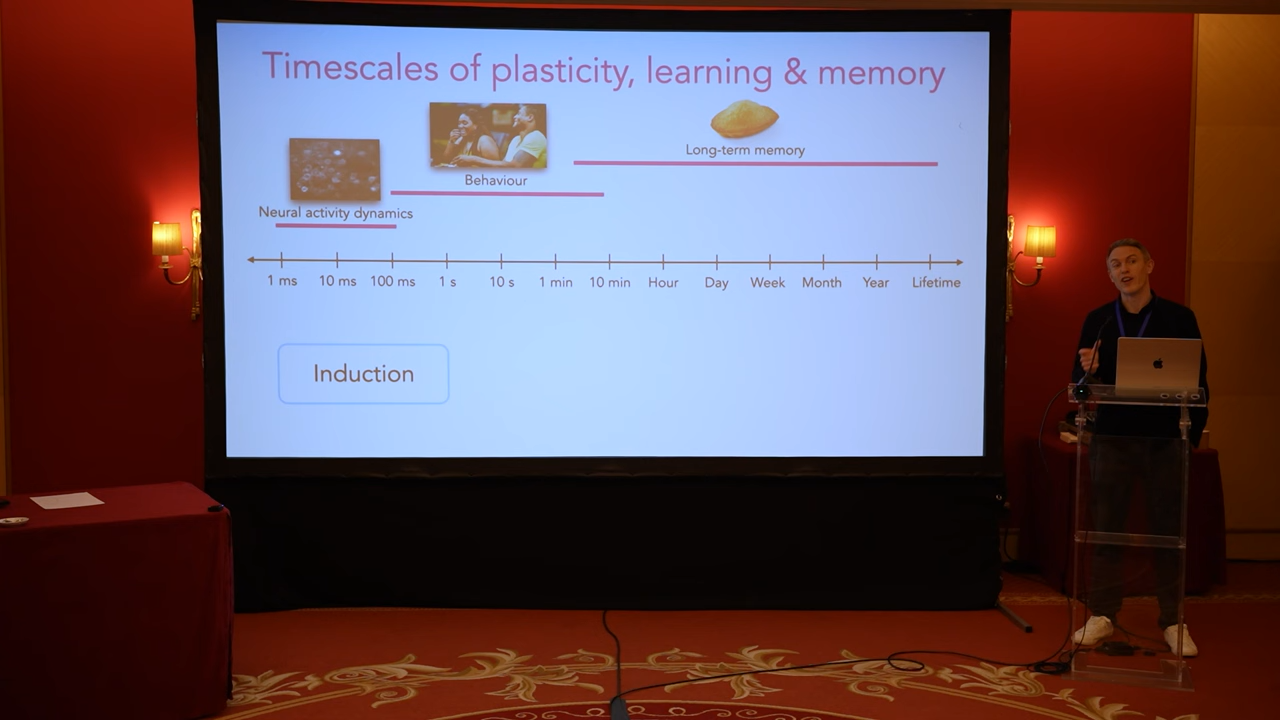 Timescales of plasticity, learning & memory
Long-term memory
Behaviour
Neural activity dynamics
1 ms 10 ms 100 ms 1 s 10 s 1 min 10 min Hour Day Week Month Year Lifetime
Induction